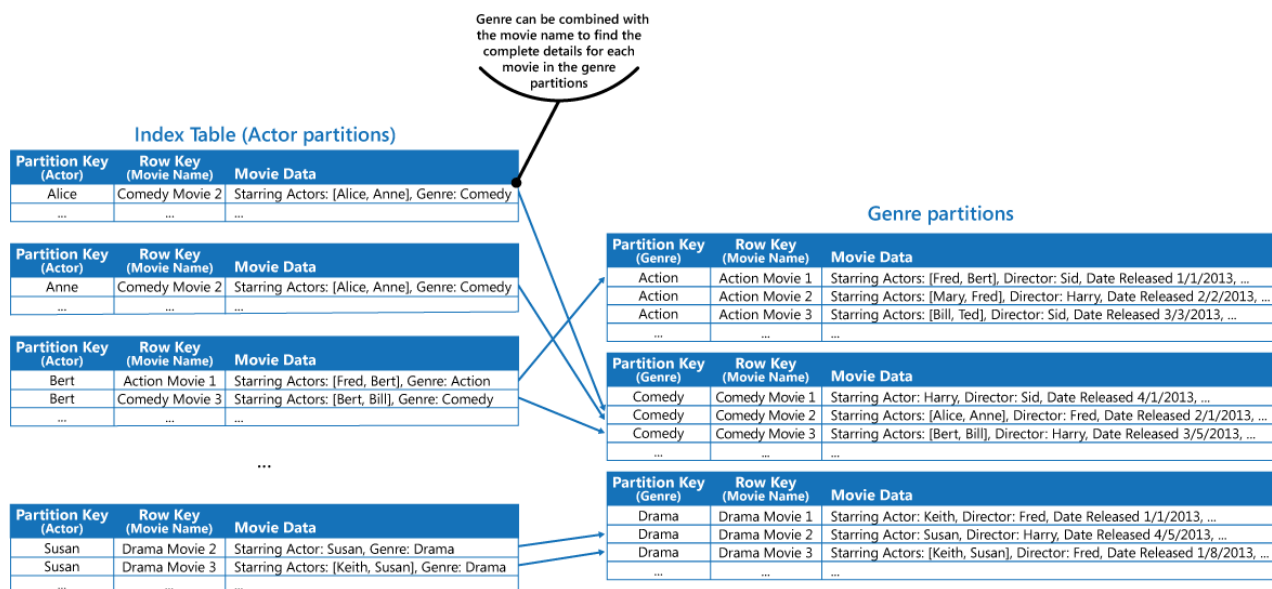 Genre can be combined with
the movie name to find the
complete details for each
movie in the genre
partitions
Index Table (Actor partitions)
Partition Key Row Key Movie Data
(Actor) (Movie Name)
Alice Comedy Movie 2 Starring Actors: [Alice, Anne], Genre: Comedy
... ... ...
Partition Key Row Key Movie Data
(Actor) (Movie Name)
Anne Comedy Movie 2 Starring Actors: [Alice, Anne], Genre: Comedy
... ... ...
Partition Key Row Key Movie Data
(Actor) (Movie Name)
Bert Action Movie 1 Starring Actors: [Fred, Bert], Genre: Action
Bert Comedy Movie 3 Starring Actors: [Bert, Bill], Genre: Comedy
... ... ...
...
Partition Key Row Key Movie Data
(Actor) (Movie Name)
Susan Drama Movie 2 Starring Actor: Susan, Genre: Drama
Susan Drama Movie 3 Starring Actors: [Keith, Susan], Genre: Drama
... ... ...
Genre partitions
Partition Key Row Key Movie Data
(Genre) (Movie Name)
Action Action Movie 1 Starring Actors: [Fred, Bert], Director: Sid, Date Released 1/1/2013, ...
Action Action Movie 2 Starring Actors: [Mary, Fred], Director: Harry, Date Released 2/2/2013, ...
Action Action Movie 3 Starring Actors: [Bill, Ted], Director: Sid, Date Released 3/3/2013, ...
... ... ...
Partition Key Row Key Movie Data
(Genre) (Movie Name)
Comedy Comedy Movie 1 Starring Actor: Harry, Director: Sid, Date Released 4/1/2013, ...
Comedy Comedy Movie 2 Starring Actors: [Alice, Anne], Director: Fred, Date Released 2/1/2013, ...
Comedy Comedy Movie 3 Starring Actors: [Bert, Bill], Director: Harry, Date Released 3/5/2013, ...
... ... ...
Partition Key Row Key Movie Data
(Genre) (Movie Name)
Drama Drama Movie 1 Starring Actor: Keith, Director: Fred, Date Released 1/1/2013, ...
Drama Drama Movie 2 Starring Actor: Susan, Director: Harry, Date Released 4/5/2013, ...
Drama Drama Movie 3 Starring Actors: [Keith, Susan], Director: Fred, Date Released 1/8/2013, ...
... ... ...